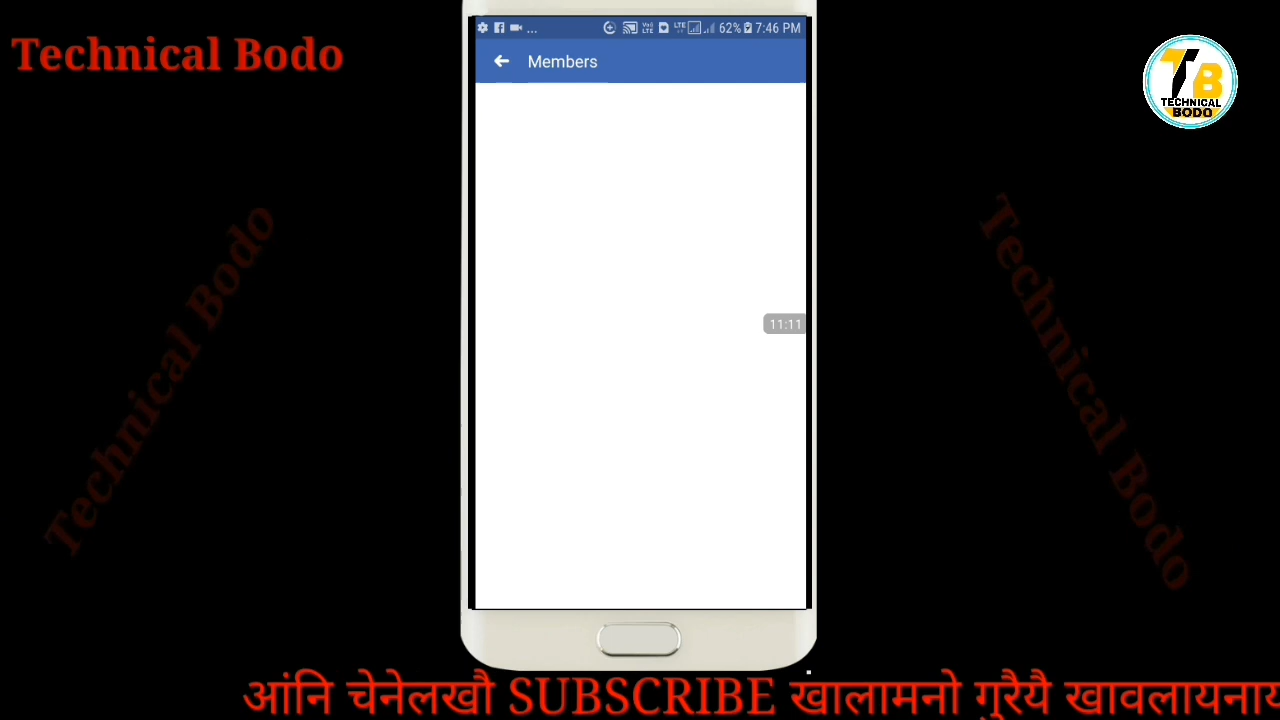 Technical Bodo
... 62% 7:46 PM
Members
TB
TECHNICAL
BODO
Technical Bodo
Technical Bodo
11:11
आंनि चेनेलखौ SUBSCRIBE खालामनो गुरैयै खावलायनाय